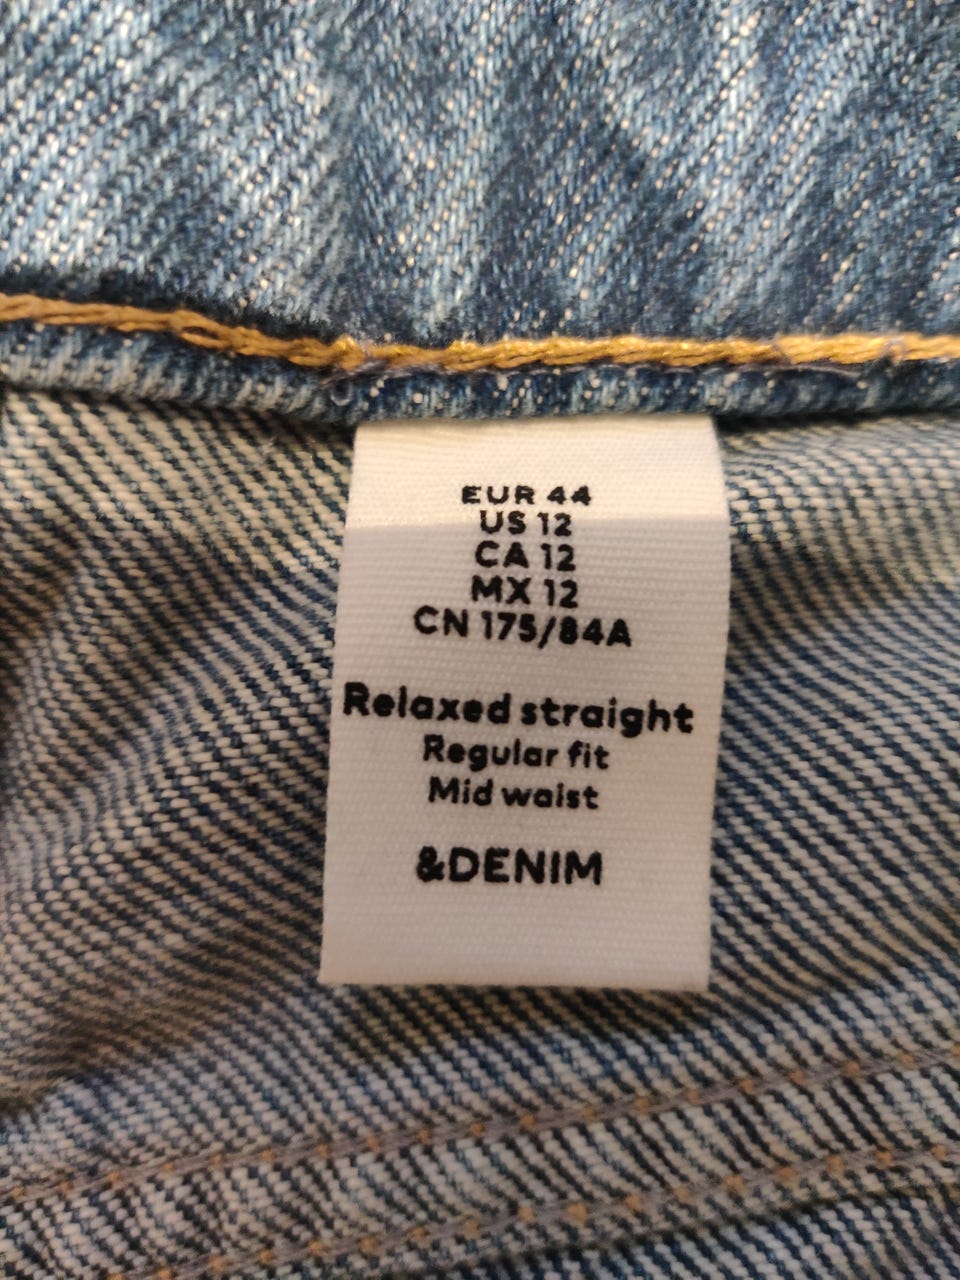 EUR 44
US 12
CA 12
MX 12
CN 175/84A
Relaxed straight
Regular fit
Mid waist
&DENIM